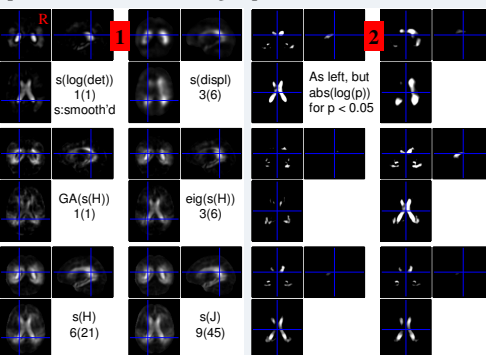 R
1
2
s(log(det))
1(1)
s:smooth'd
s(displ)
3(6)
As left, but
abs(log(p))
for p < 0.05
GA(s(H))
1(1)
eig(s(H))
3(6)
s(H)
6(21)
s(J)
9(45)